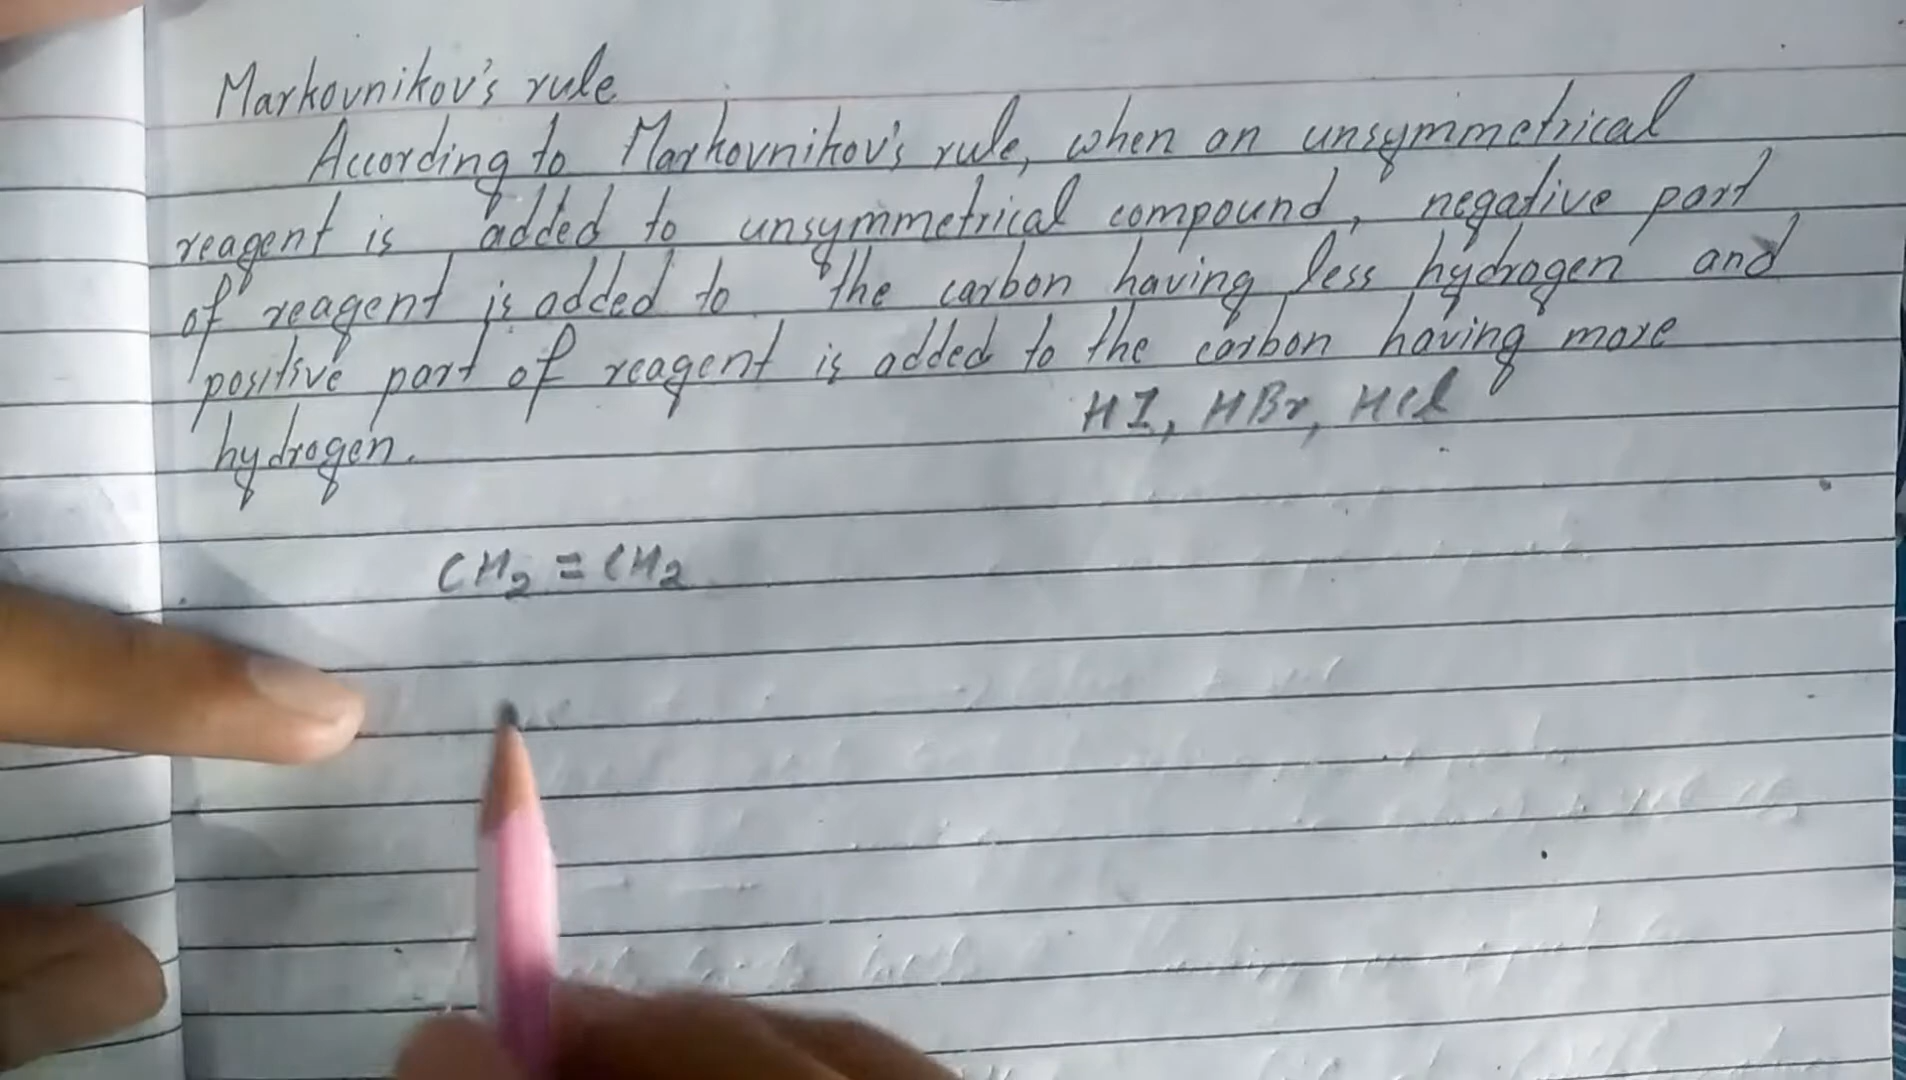 Markovnikov's rule
According to Markovnikov's rule, when an unsymmetrical
reagent is added to unsymmetrical compound, negative part
of reagent is added to the carbon having less hydrogen and
positive part of reagent is added to the carbon having more
hydrogen.
HI, HBr, HCl
CH₂ = CH₂